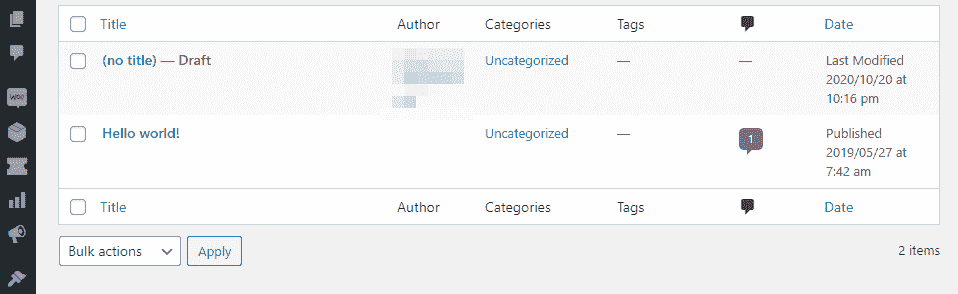 Title Author Categories Tags Date
(no title) — Draft Uncategorized — — Last Modified
2020/10/20 at
10:16 pm
Hello world! Uncategorized — 1 Published
2019/05/27 at
7:42 am
Title Author Categories Tags Date
Bulk actions Apply 2 items